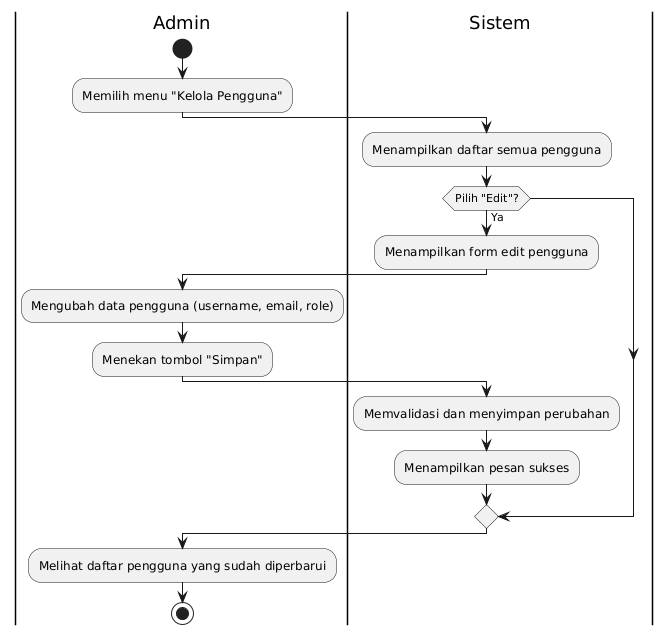 Admin
Sistem
Memilih menu "Kelola Pengguna"
Menampilkan daftar semua pengguna
Pilih "Edit"?
Ya
Menampilkan form edit pengguna
Mengubah data pengguna (username, email, role)
Menekan tombol "Simpan"
Memvalidasi dan menyimpan perubahan
Menampilkan pesan sukses
Melihat daftar pengguna yang sudah diperbarui